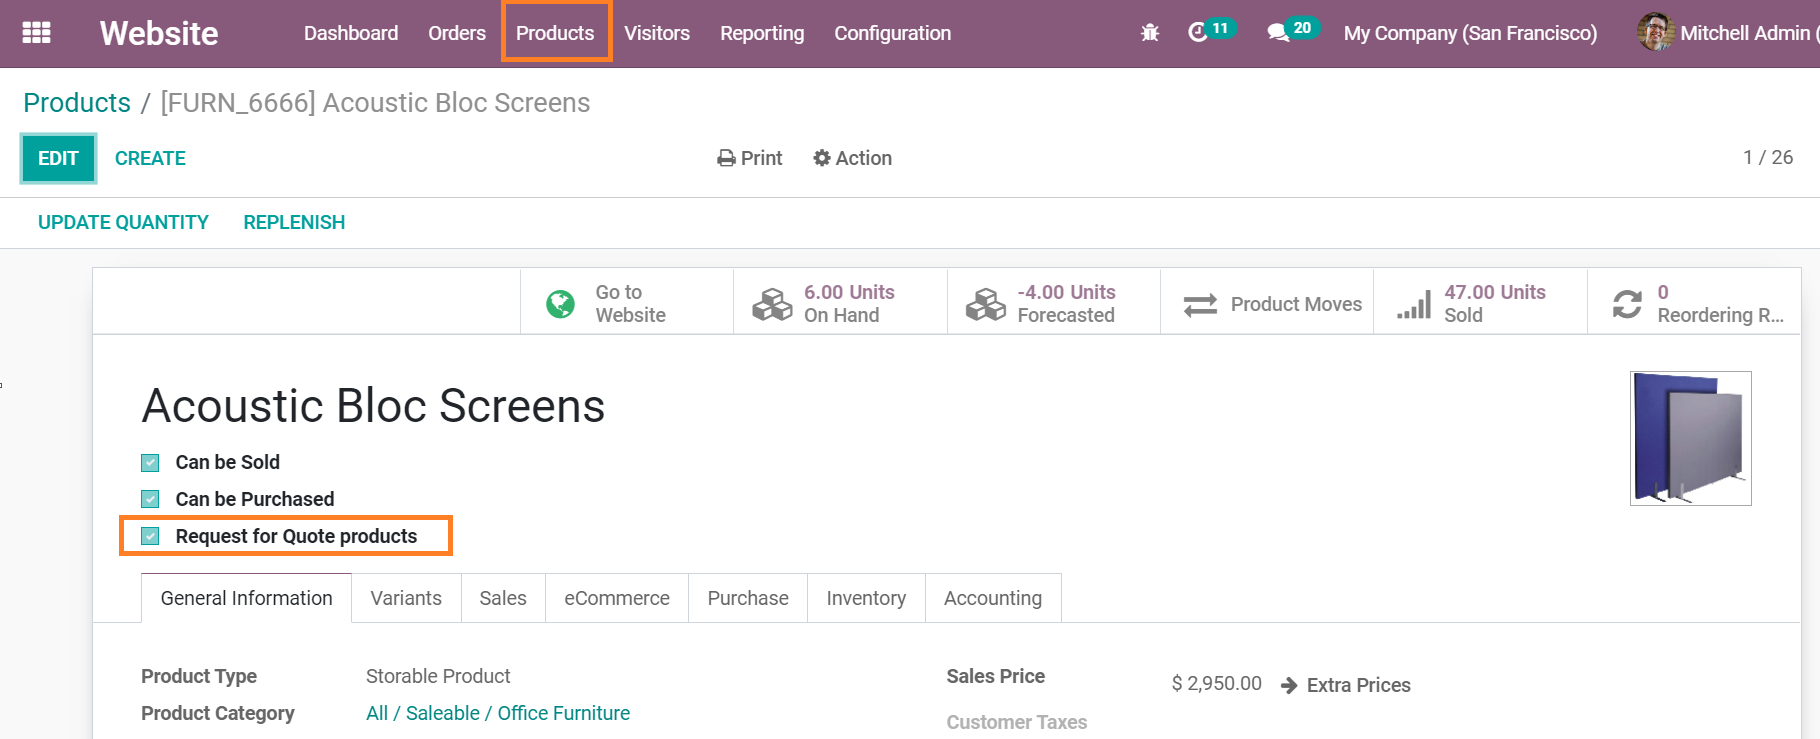 Website Dashboard Orders Products Visitors Reporting Configuration 11 20 My Company (San Francisco) Mitchell Admin (
Products / [FURN_6666] Acoustic Bloc Screens
EDIT CREATE Print Action 1 / 26
UPDATE QUANTITY REPLENISH
Go to Website
6.00 Units On Hand
-4.00 Units Forecasted
Product Moves
47.00 Units Sold
0 Reordering R...
Acoustic Bloc Screens
Can be Sold
Can be Purchased
Request for Quote products
General Information Variants Sales eCommerce Purchase Inventory Accounting
Product Type Storable Product Sales Price $ 2,950.00 Extra Prices
Product Category All / Saleable / Office Furniture Customer Taxes